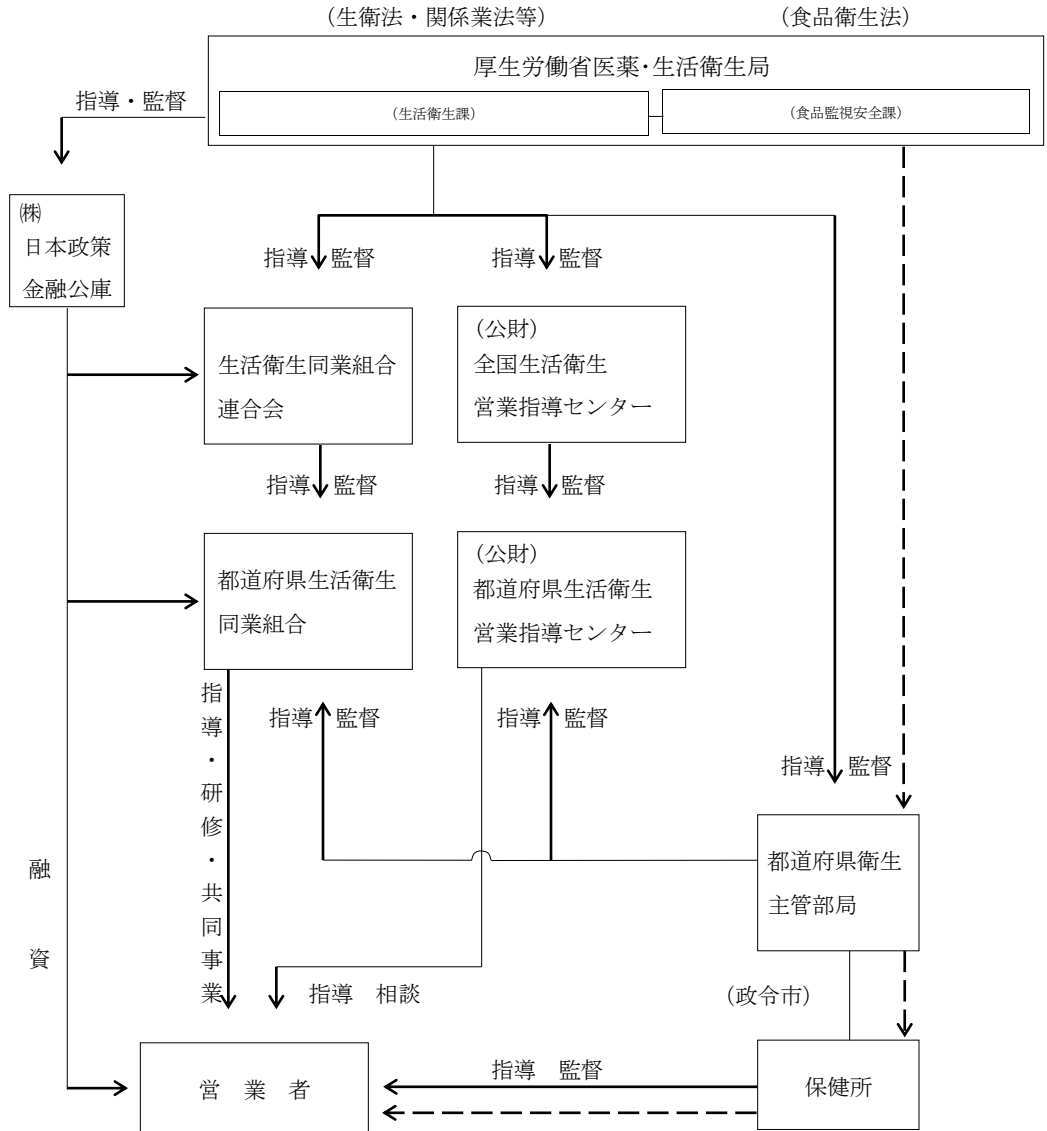 （生衛法・関係業法等）
（食品衛生法）
厚生労働省医薬・生活衛生局
（生活衛生課）
（食品監視安全課）
指導・監督
㈱
日本政策
金融公庫
指導 監督
指導 監督
生活衛生同業組合
連合会
（公財）
全国生活衛生
営業指導センター
指導 監督
指導 監督
都道府県生活衛生
同業組合
（公財）
都道府県生活衛生
営業指導センター
指導・研修・共同事業
指導 監督
指導 監督
指導 監督
都道府県衛生
主管部局
融資
指導 相談
（政令市）
指導 監督
営業者
保健所